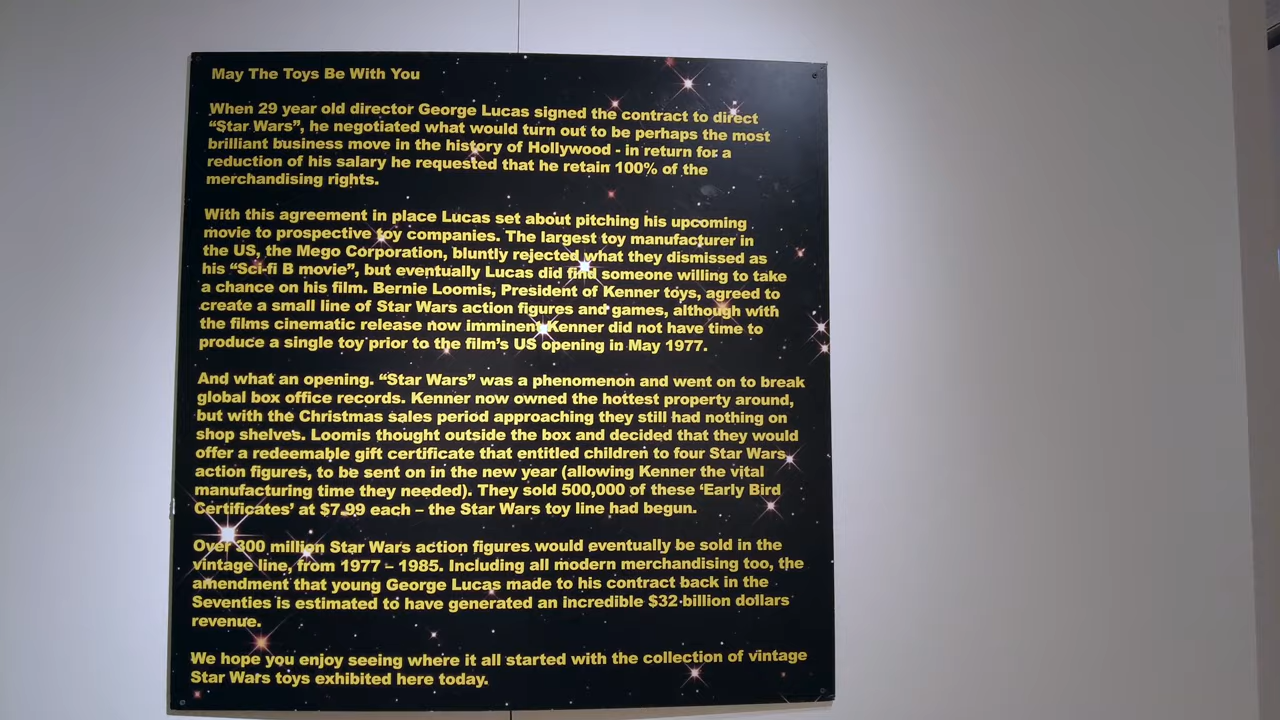 May The Toys Be With You
When 29 year old director George Lucas signed the contract to direct
“Star Wars”, he negotiated what would turn out to be perhaps the most
brilliant business move in the history of Hollywood - in return for a
reduction of his salary he requested that he retain 100% of the
merchandising rights.
With this agreement in place Lucas set about pitching his upcoming
movie to prospective toy companies. The largest toy manufacturer in
the US, the Mego Corporation, bluntly rejected what they dismissed as
his “Sci-fi B movie”, but eventually Lucas did find someone willing to take
a chance on his film. Bernie Loomis, President of Kenner toys, agreed to
create a small line of Star Wars action figures and games, although with
the films cinematic release now imminent Kenner did not have time to
produce a single toy prior to the film’s US opening in May 1977.
And what an opening. “Star Wars” was a phenomenon and went on to break
global box office records. Kenner now owned the hottest property around,
but with the Christmas sales period approaching they still had nothing on
shop shelves. Loomis thought outside the box and decided that they would
offer a redeemable gift certificate that entitled children to four Star Wars
action figures, to be sent on in the new year (allowing Kenner the vital
manufacturing time they needed). They sold 500,000 of these ‘Early Bird
Certificates’ at $7.99 each – the Star Wars toy line had begun.
Over 300 million Star Wars action figures would eventually be sold in the
vintage line, from 1977 – 1985. Including all modern merchandising too, the
amendment that young George Lucas made to his contract back in the
Seventies is estimated to have generated an incredible $32 billion dollars
revenue.
We hope you enjoy seeing where it all started with the collection of vintage
Star Wars toys exhibited here today.